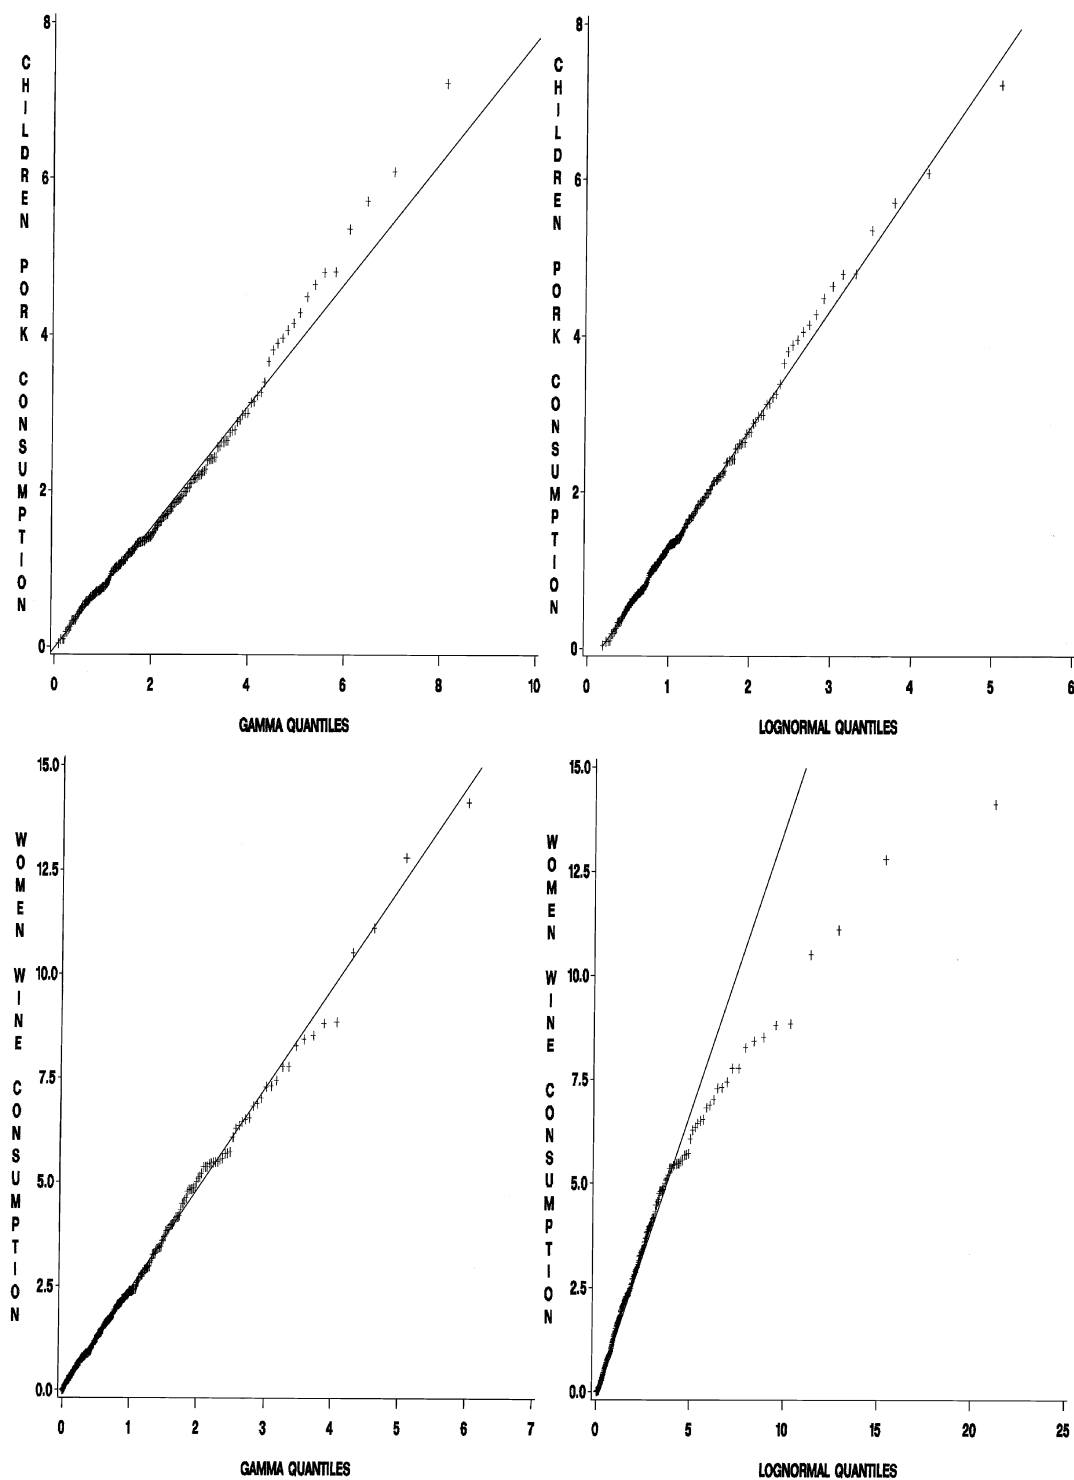 CHILDREN PORK CONSUMPTION
8
6
4
2
0
0 2 4 6 8 10
GAMMA QUANTILES
CHILDREN PORK CONSUMPTION
8
6
4
2
0
0 1 2 3 4 5 6
LOGNORMAL QUANTILES
WOMEN WINE CONSUMPTION
15.0
12.5
10.0
7.5
5.0
2.5
0.0
0 1 2 3 4 5 6 7
GAMMA QUANTILES
WOMEN WINE CONSUMPTION
15.0
12.5
10.0
7.5
5.0
2.5
0.0
0 5 10 15 20 25
LOGNORMAL QUANTILES